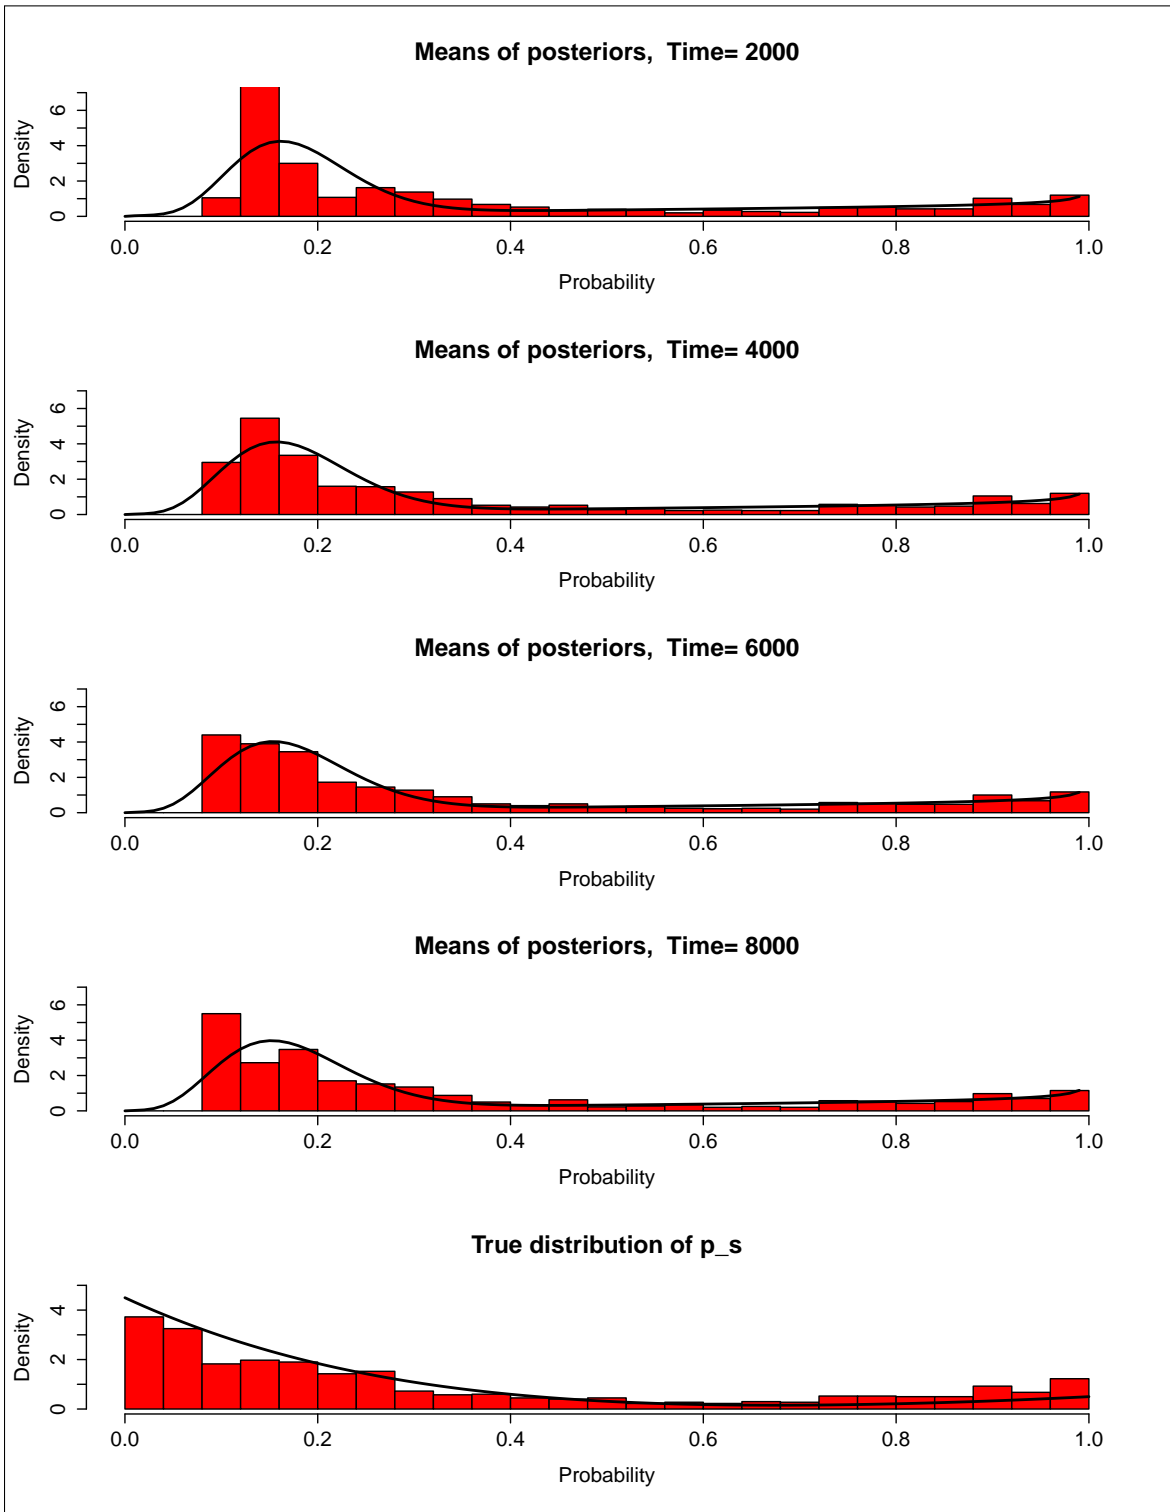 Means of posteriors, Time= 2000
6
4
2
0
Density
0.0 0.2 0.4 0.6 0.8 1.0
Probability
Means of posteriors, Time= 4000
6
4
2
0
Density
0.0 0.2 0.4 0.6 0.8 1.0
Probability
Means of posteriors, Time= 6000
6
4
2
0
Density
0.0 0.2 0.4 0.6 0.8 1.0
Probability
Means of posteriors, Time= 8000
6
4
2
0
Density
0.0 0.2 0.4 0.6 0.8 1.0
Probability
True distribution of p_s
4
2
0
Density
0.0 0.2 0.4 0.6 0.8 1.0
Probability